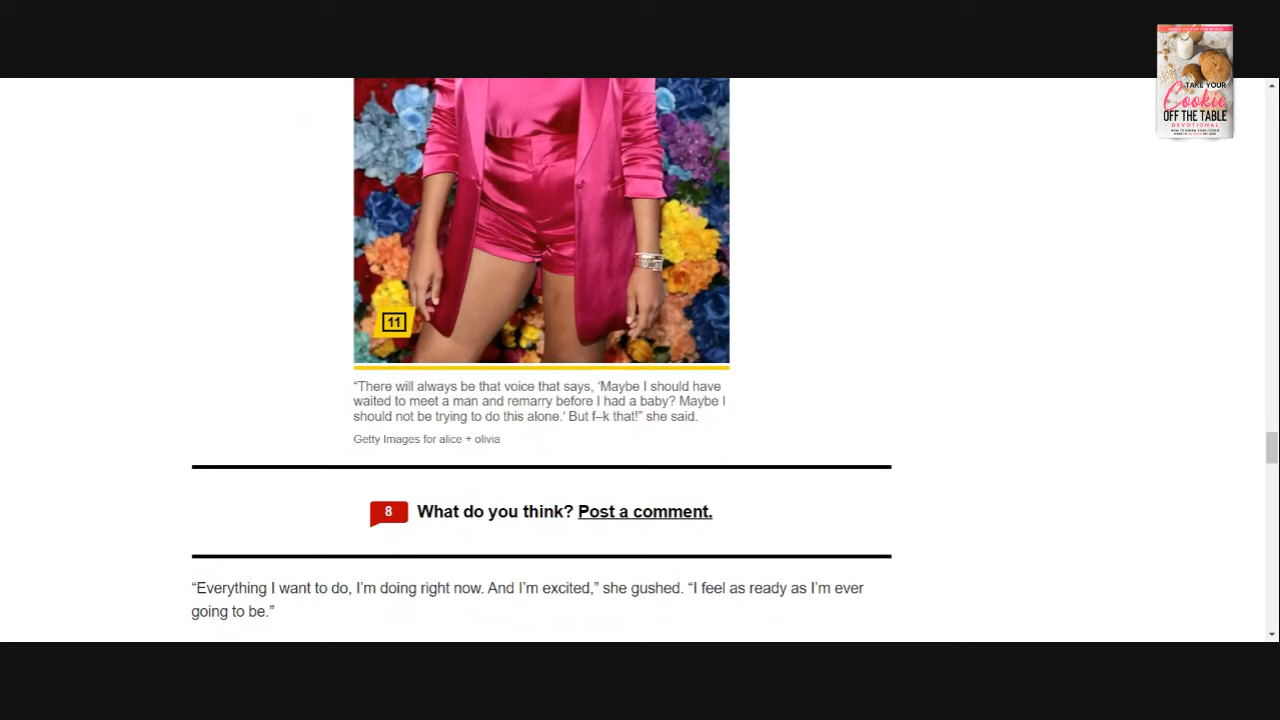 TAKE YOUR
Cookie
OFF THE TABLE
DEVOTIONAL
11
“There will always be that voice that says, ‘Maybe I should have
waited to meet a man and remarry before I had a baby? Maybe I
should not be trying to do this alone.’ But f–k that!” she said.
Getty Images for alice + olivia
8
What do you think? Post a comment.
“Everything I want to do, I’m doing right now. And I’m excited,” she gushed. “I feel as ready as I’m ever
going to be.”